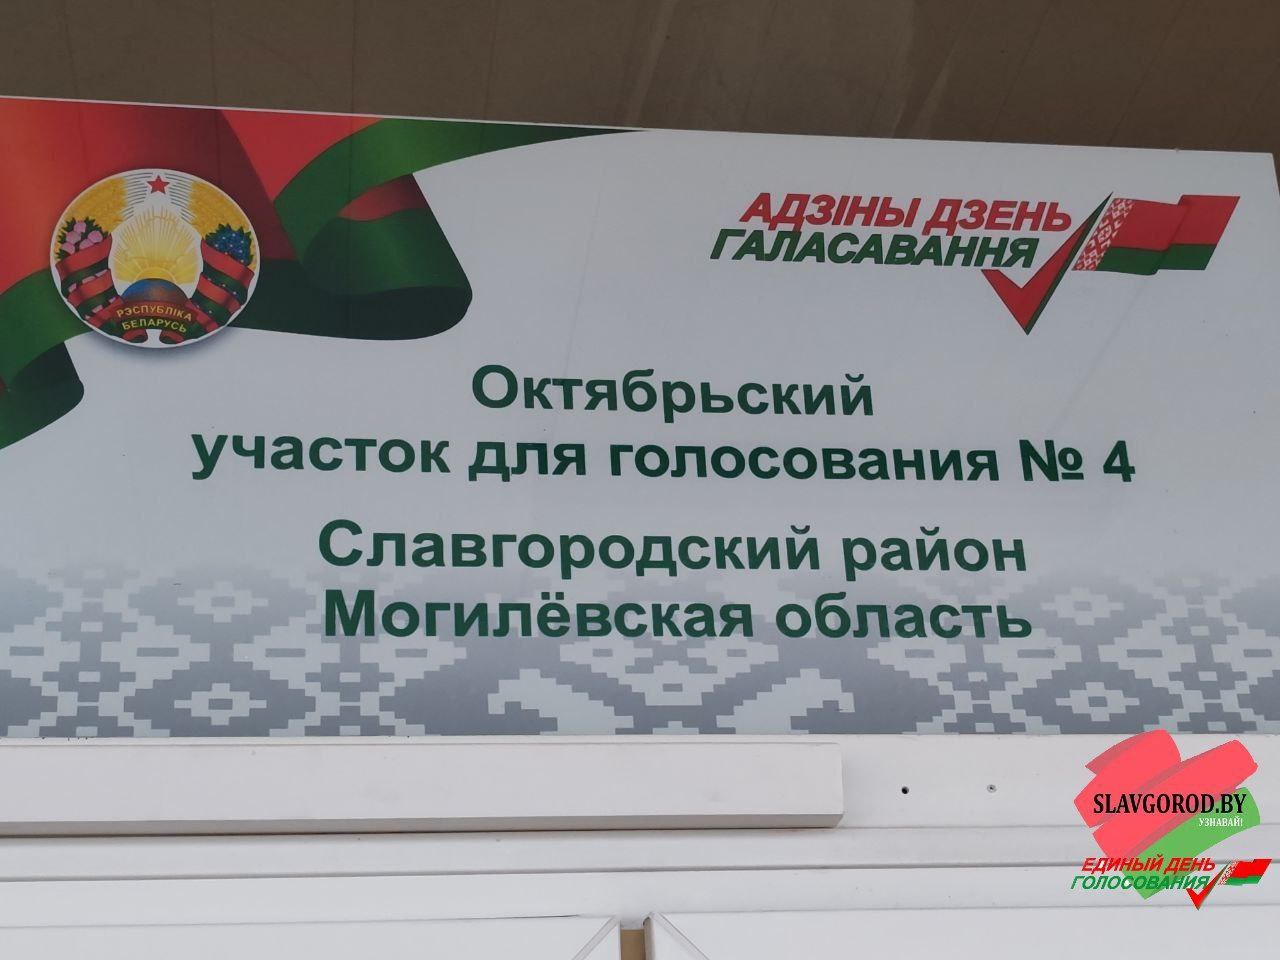 АДЗІНЫ ДЗЕНЬ
ГАЛАСАВАННЯ
РЭСПУБЛІКА
БЕЛАРУСЬ
Октябрьский
участок для голосования № 4
Славгородский район
Могилёвская область
SLAVGOROD.BY
УЗНАВАЙ!
ЕДИНЫЙ ДЕНЬ
ГОЛОСОВАНИЯ